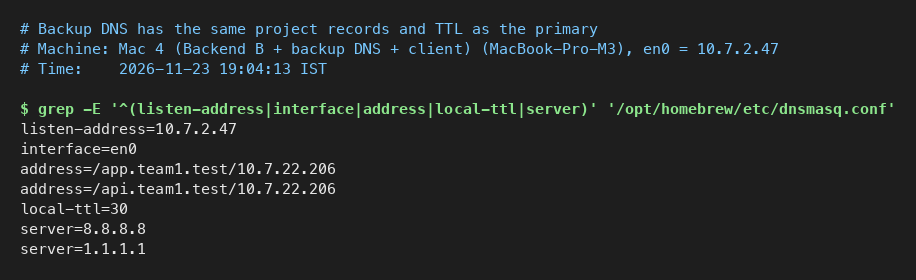 # Backup DNS has the same project records and TTL as the primary
# Machine: Mac 4 (Backend B + backup DNS + client) (MacBook-Pro-M3), en0 = 10.7.2.47
# Time:    2026-11-23 19:04:13 IST

$ grep -E '^(listen-address|interface|address|local-ttl|server)' '/opt/homebrew/etc/dnsmasq.conf'
listen-address=10.7.2.47
interface=en0
address=/app.team1.test/10.7.22.206
address=/api.team1.test/10.7.22.206
local-ttl=30
server=8.8.8.8
server=1.1.1.1